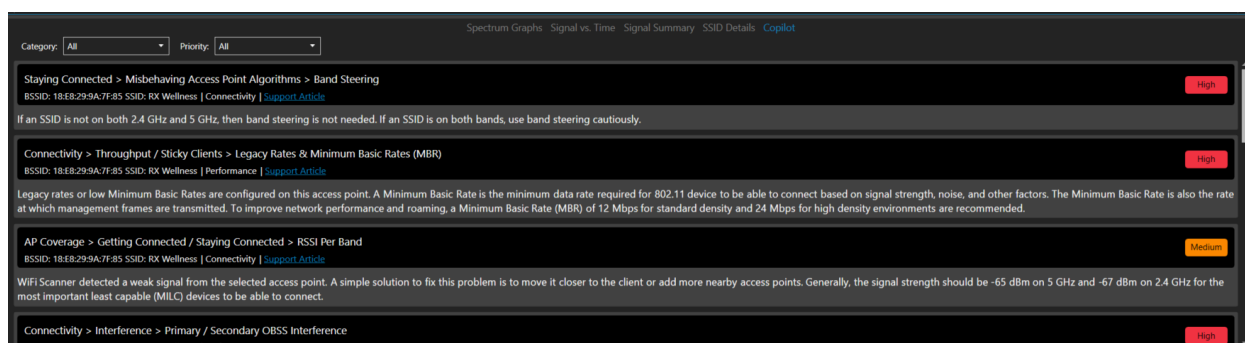 Spectrum Graphs Signal vs. Time Signal Summary SSID Details Copilot
Category: All Priority: All
Staying Connected > Misbehaving Access Point Algorithms > Band Steering
High
BSSID: 18:E8:29:9A:7F:85 SSID: RX Wellness | Connectivity | Support Article
If an SSID is not on both 2.4 GHz and 5 GHz, then band steering is not needed. If an SSID is on both bands, use band steering cautiously.
Connectivity > Throughput / Sticky Clients > Legacy Rates & Minimum Basic Rates (MBR)
High
BSSID: 18:E8:29:9A:7F:85 SSID: RX Wellness | Performance | Support Article
Legacy rates or low Minimum Basic Rates are configured on this access point. A Minimum Basic Rate is the minimum data rate required for 802.11 device to be able to connect based on signal strength, noise, and other factors. The Minimum Basic Rate is also the rate
at which management frames are transmitted. To improve network performance and roaming, a Minimum Basic Rate (MBR) of 12 Mbps for standard density and 24 Mbps for high density environments are recommended.
AP Coverage > Getting Connected / Staying Connected > RSSI Per Band
Medium
BSSID: 18:E8:29:9A:7F:85 SSID: RX Wellness | Connectivity | Support Article
WiFi Scanner detected a weak signal from the selected access point. A simple solution to fix this problem is to move it closer to the client or add more nearby access points. Generally, the signal strength should be -65 dBm on 5 GHz and -67 dBm on 2.4 GHz for the
most important least capable (MILC) devices to be able to connect.
Connectivity > Interference > Primary / Secondary OBSS Interference
High